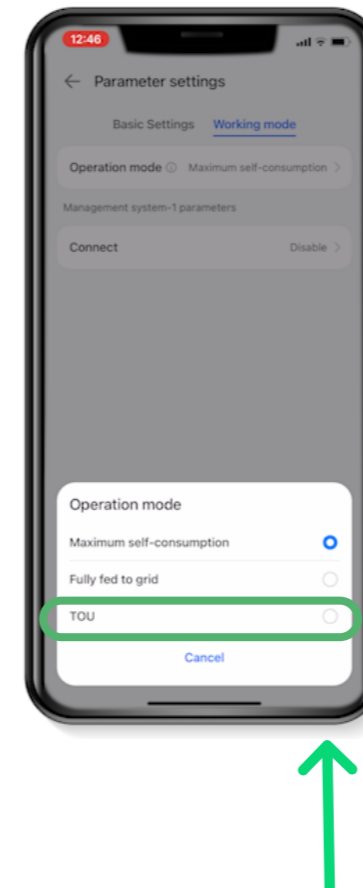 12:46
Parameter settings
Basic Settings Working mode
Operation mode Maximum self-consumption
Management system-1 parameters
Connect Disable
Operation mode
Maximum self-consumption
Fully fed to grid
TOU
Cancel